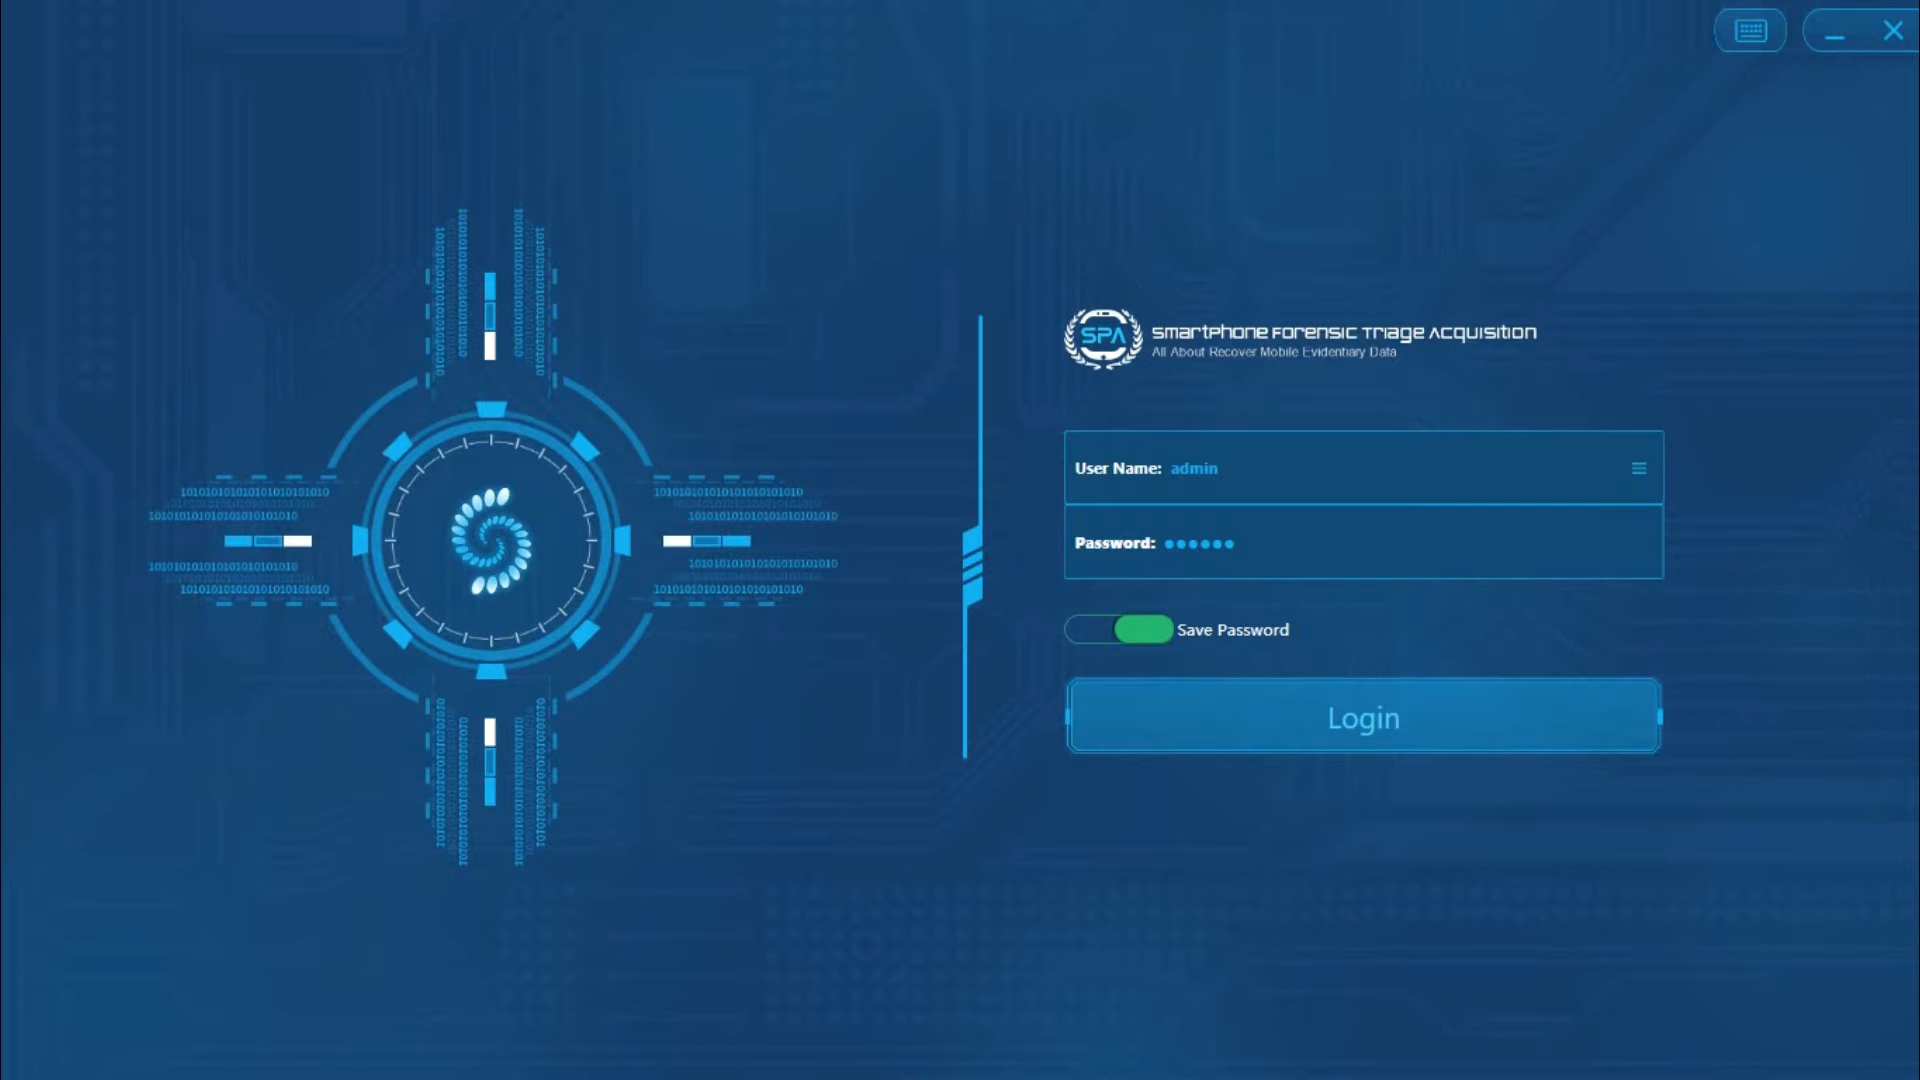 SPA
Smartphone Forensic Triage Acquisition
All About Recover Mobile Evidentiary Data
User Name: admin
Password: ●●●●●●
Save Password
Login